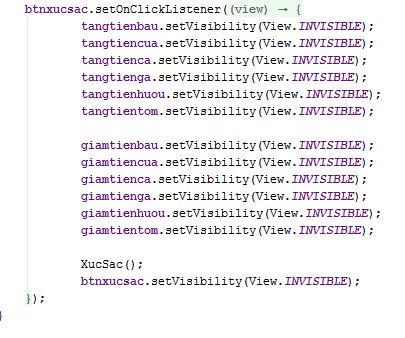 btnxucsac.setOnClickListener((view) → {
tangtienbau.setVisibility(View.INVISIBLE);
tangtiencua.setVisibility(View.INVISIBLE);
tangtienca.setVisibility(View.INVISIBLE);
tangtienga.setVisibility(View.INVISIBLE);
tangtienhuou.setVisibility(View.INVISIBLE);
tangtientom.setVisibility(View.INVISIBLE);
giamtienbau.setVisibility(View.INVISIBLE);
giamtiencua.setVisibility(View.INVISIBLE);
giamtienca.setVisibility(View.INVISIBLE);
giamtienga.setVisibility(View.INVISIBLE);
giamtienhuou.setVisibility(View.INVISIBLE);
giamtientom.setVisibility(View.INVISIBLE);
XucSac();
btnxucsac.setVisibility(View.INVISIBLE);
});
}